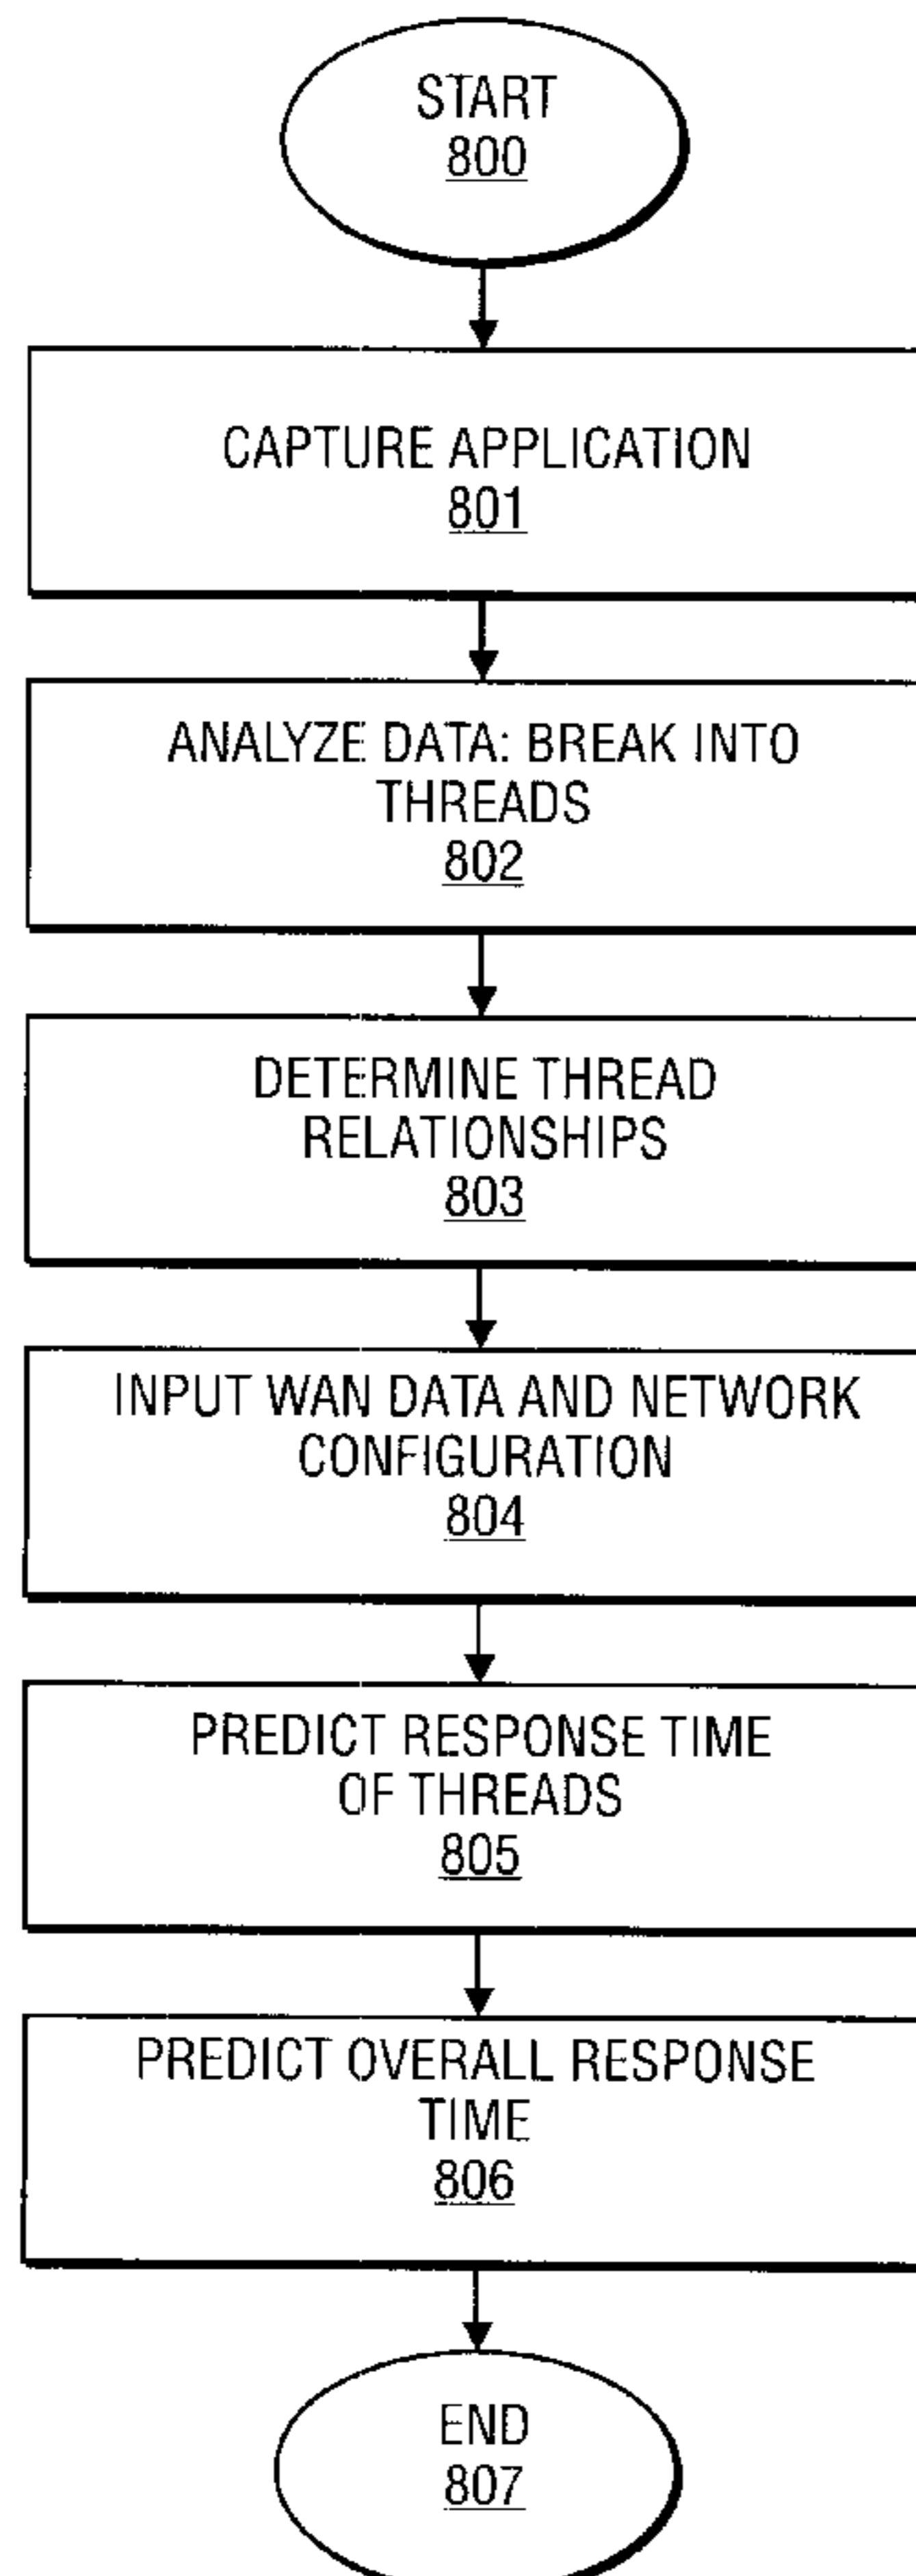 START
800
CAPTURE APPLICATION
801
ANALYZE DATA: BREAK INTO
THREADS
802
DETERMINE THREAD
RELATIONSHIPS
803
INPUT WAN DATA AND NETWORK
CONFIGURATION
804
PREDICT RESPONSE TIME
OF THREADS
805
PREDICT OVERALL RESPONSE
TIME
806
END
807